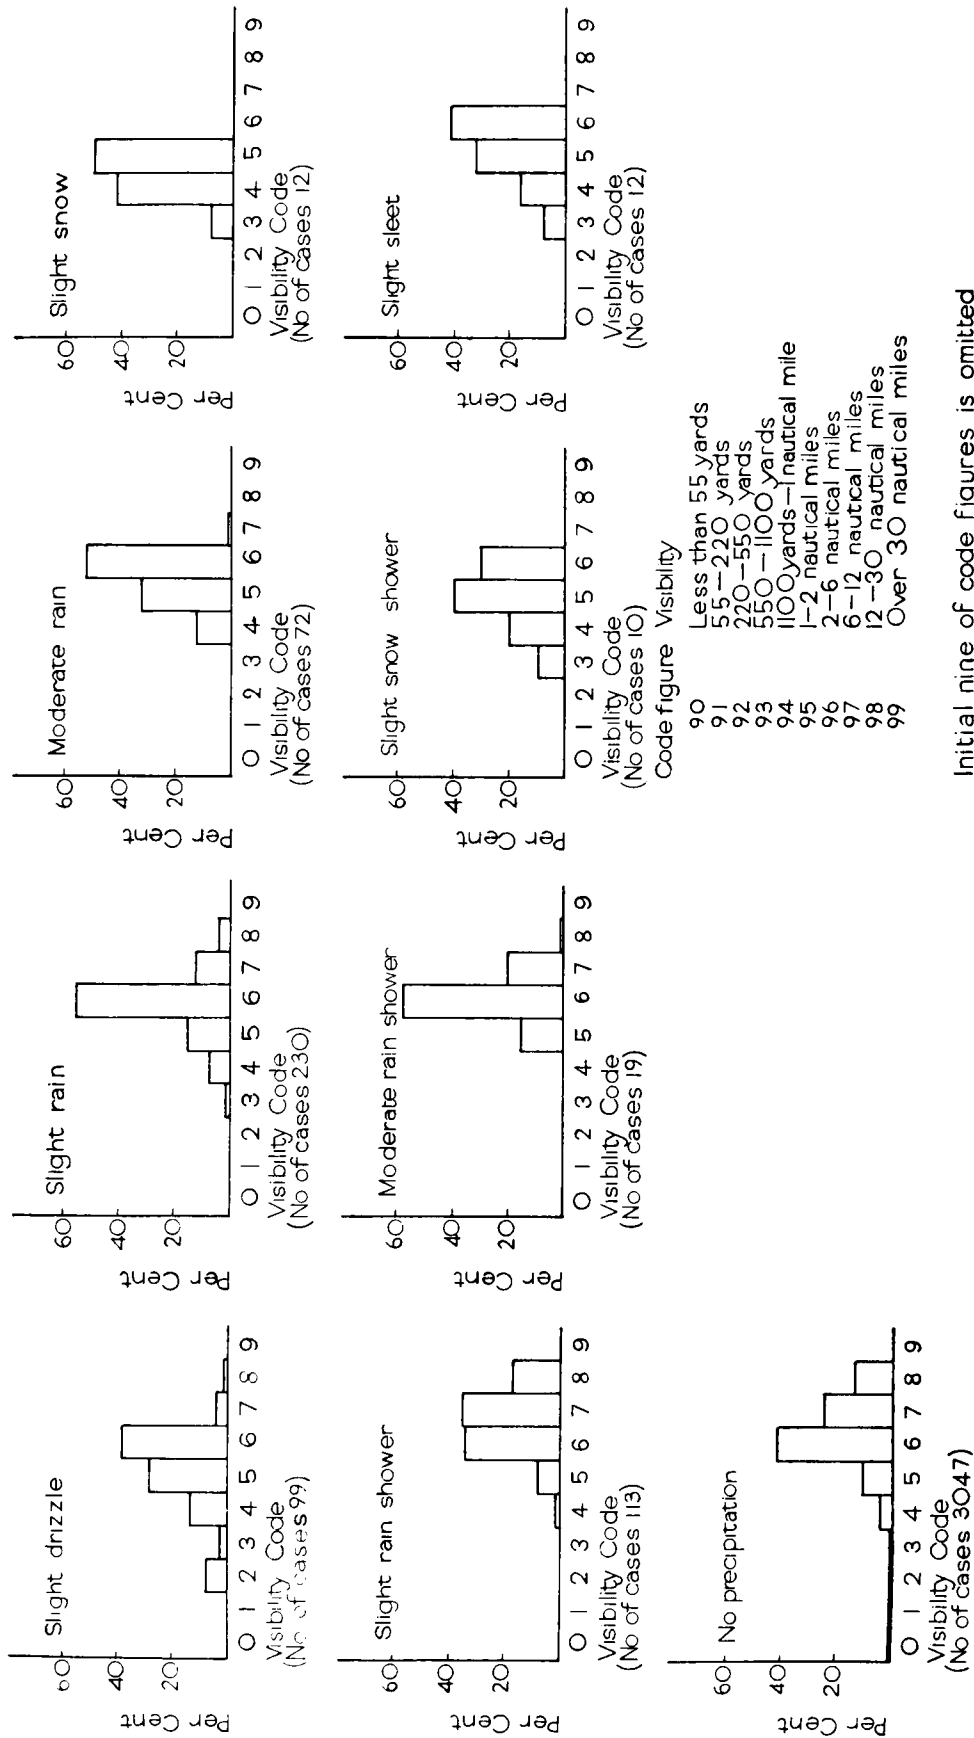 Slight drizzle
60
40
20
Per Cent
0 1 2 3 4 5 6 7 8 9
Visibility Code
(No of cases 99)
Slight rain
60
40
20
Per Cent
0 1 2 3 4 5 6 7 8 9
Visibility Code
(No of cases 230)
Moderate rain
60
40
20
Per Cent
0 1 2 3 4 5 6 7 8 9
Visibility Code
(No of cases 72)
Slight snow
60
40
20
Per Cent
0 1 2 3 4 5 6 7 8 9
Visibility Code
(No of cases 12)
Slight rain shower
60
40
20
Per Cent
0 1 2 3 4 5 6 7 8 9
Visibility Code
(No of cases 113)
Moderate rain shower
60
40
20
Per Cent
0 1 2 3 4 5 6 7 8 9
Visibility Code
(No of cases 19)
Slight snow shower
60
40
20
Per Cent
0 1 2 3 4 5 6 7 8 9
Visibility Code
(No of cases 10)
Slight sleet
60
40
20
Per Cent
0 1 2 3 4 5 6 7 8 9
Visibility Code
(No of cases 12)
No precipitation
60
40
20
Per Cent
0 1 2 3 4 5 6 7 8 9
Visibility Code
(No of cases 3047)
Code figure Visibility
90 Less than 55 yards
91 55–220 yards
92 220–550 yards
93 550–1100 yards
94 1100 yards–1 nautical mile
95 1–2 nautical miles
96 2–6 nautical miles
97 6–12 nautical miles
98 12–30 nautical miles
99 Over 30 nautical miles
Initial nine of code figures is omitted